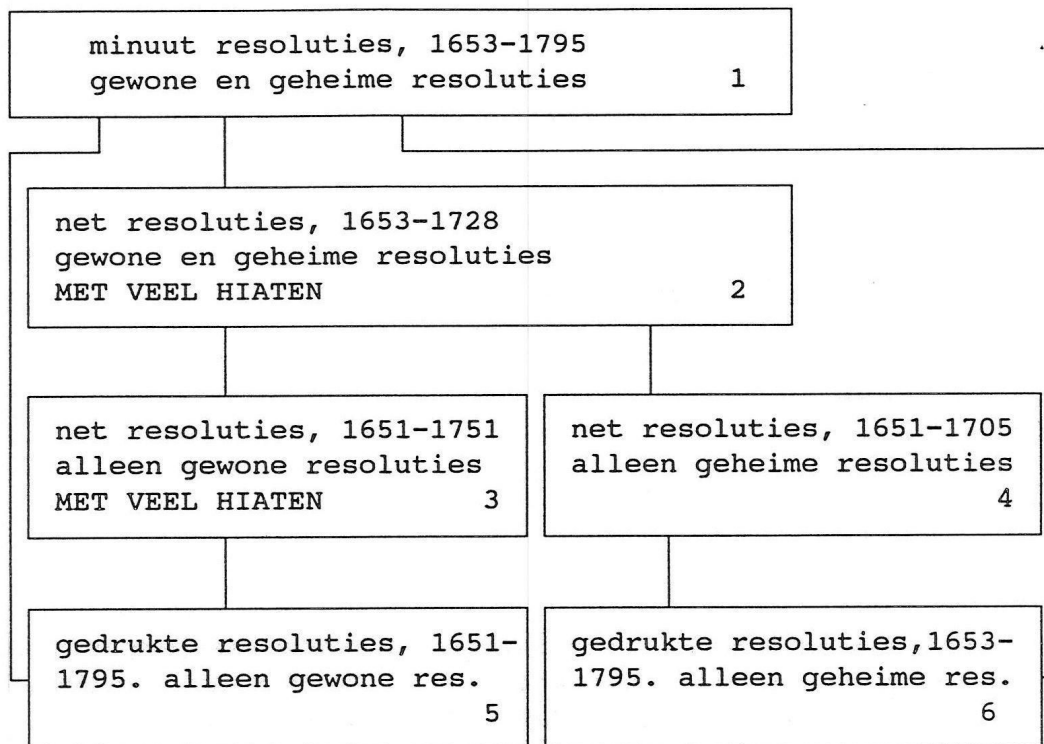 minuut resoluties, 1653-1795
gewone en geheime resoluties 1
net resoluties, 1653-1728
gewone en geheime resoluties
MET VEEL HIATEN 2
net resoluties, 1651-1751
alleen gewone resoluties
MET VEEL HIATEN 3
net resoluties, 1651-1705
alleen geheime resoluties
4
gedrukte resoluties, 1651-
1795. alleen gewone res.
5
gedrukte resoluties,1653-
1795. alleen geheime res.
6